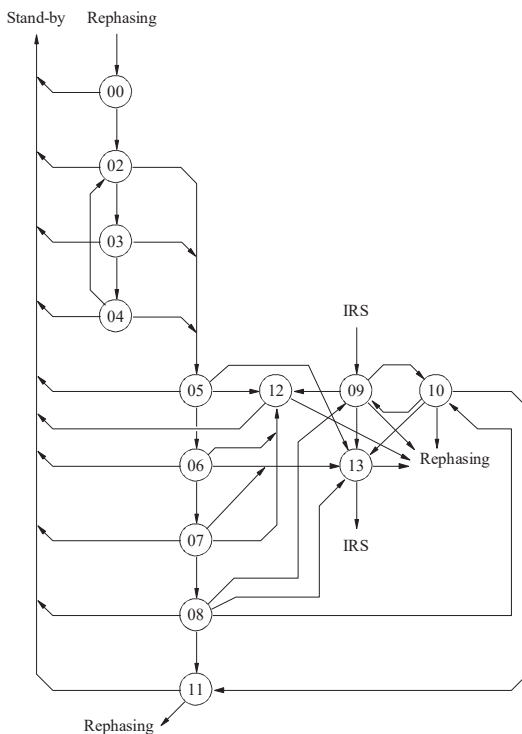 Stand-by Rephasing
00
02
03
04
IRS
05 12 09 10
Rephasing
06 13
07
IRS
08
11
Rephasing